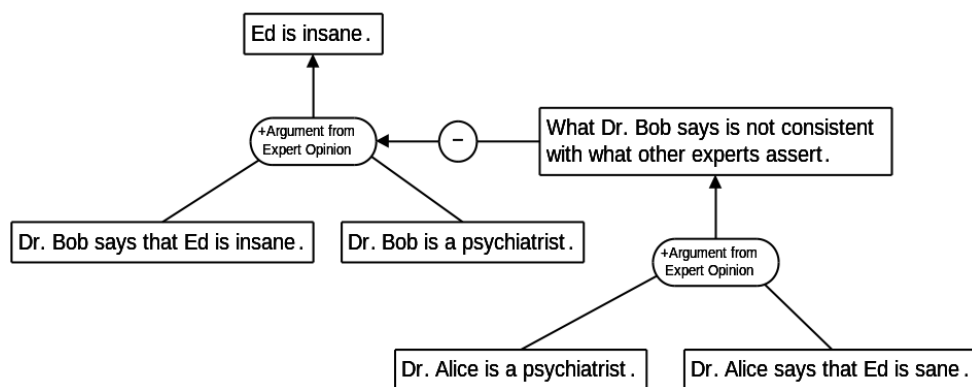 Ed is insane.
+Argument from
Expert Opinion
−
What Dr. Bob says is not consistent
with what other experts assert.
Dr. Bob says that Ed is insane.
Dr. Bob is a psychiatrist.
+Argument from
Expert Opinion
Dr. Alice is a psychiatrist.
Dr. Alice says that Ed is sane.